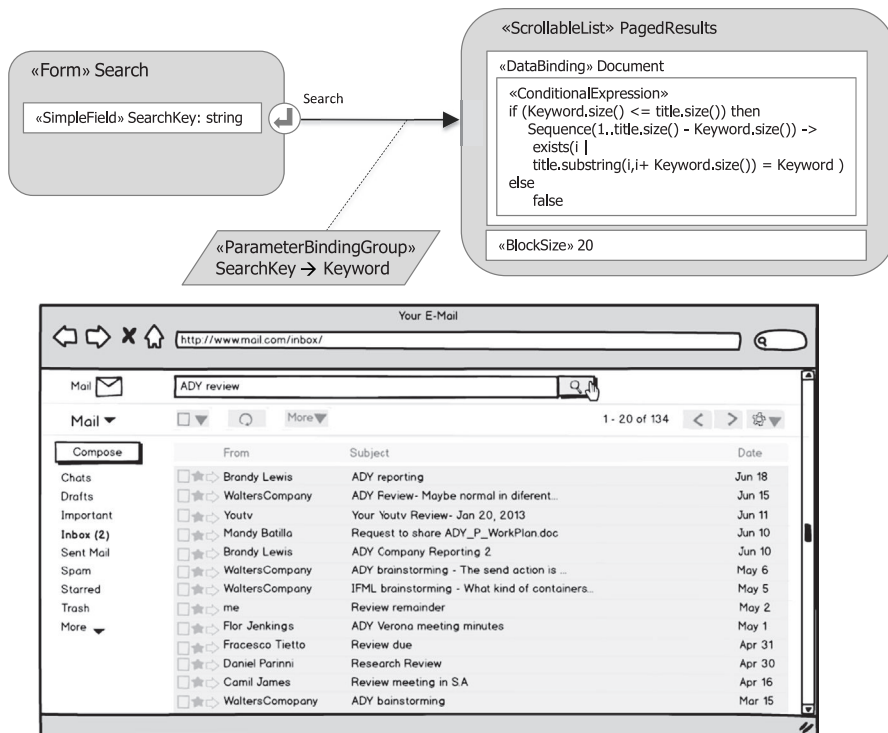 «Form» Search
«SimpleField» SearchKey: string
Search
«ParameterBindingGroup»
SearchKey → Keyword
«ScrollableList» PagedResults
«DataBinding» Document
«ConditionalExpression»
if (Keyword.size() <= title.size()) then
Sequence(1..title.size() - Keyword.size()) ->
exists(i |
title.substring(i,i+ Keyword.size()) = Keyword )
else
false
«BlockSize» 20
Your E-Mail
http://www.mail.com/inbox/
Mail
ADY review
Mail
More
1 - 20 of 134
Compose
From Subject Date
Chats
Drafts
Important
Inbox (2)
Sent Mail
Spam
Starred
Trash
More
Brandy Lewis ADY reporting Jun 18
WaltersCompany ADY Feview- Maybe normal in diferent... Jun 15
Youtv Your Youtv Review- Jan 20, 2013 Jun 11
Mandy Batilla Request to share ADY_P_WorkPlan.doc Jun 10
Brandy Lewis ADY Company Reporting 2 Jun 10
WaltersCompany ADY brainstorming - The send action is ... May 6
WaltersCompany IFML brainstorming - What kind of containers... May 5
me Review remainder May 2
Flor Jenkings ADY Verona meeting minutes May 1
Fracesco Tietto Review due Apr 31
Daniel Parinni Research Review Apr 30
Camil James Review meeting in S.A Apr 16
WaltersComopany ADY bainstorming Mar 15